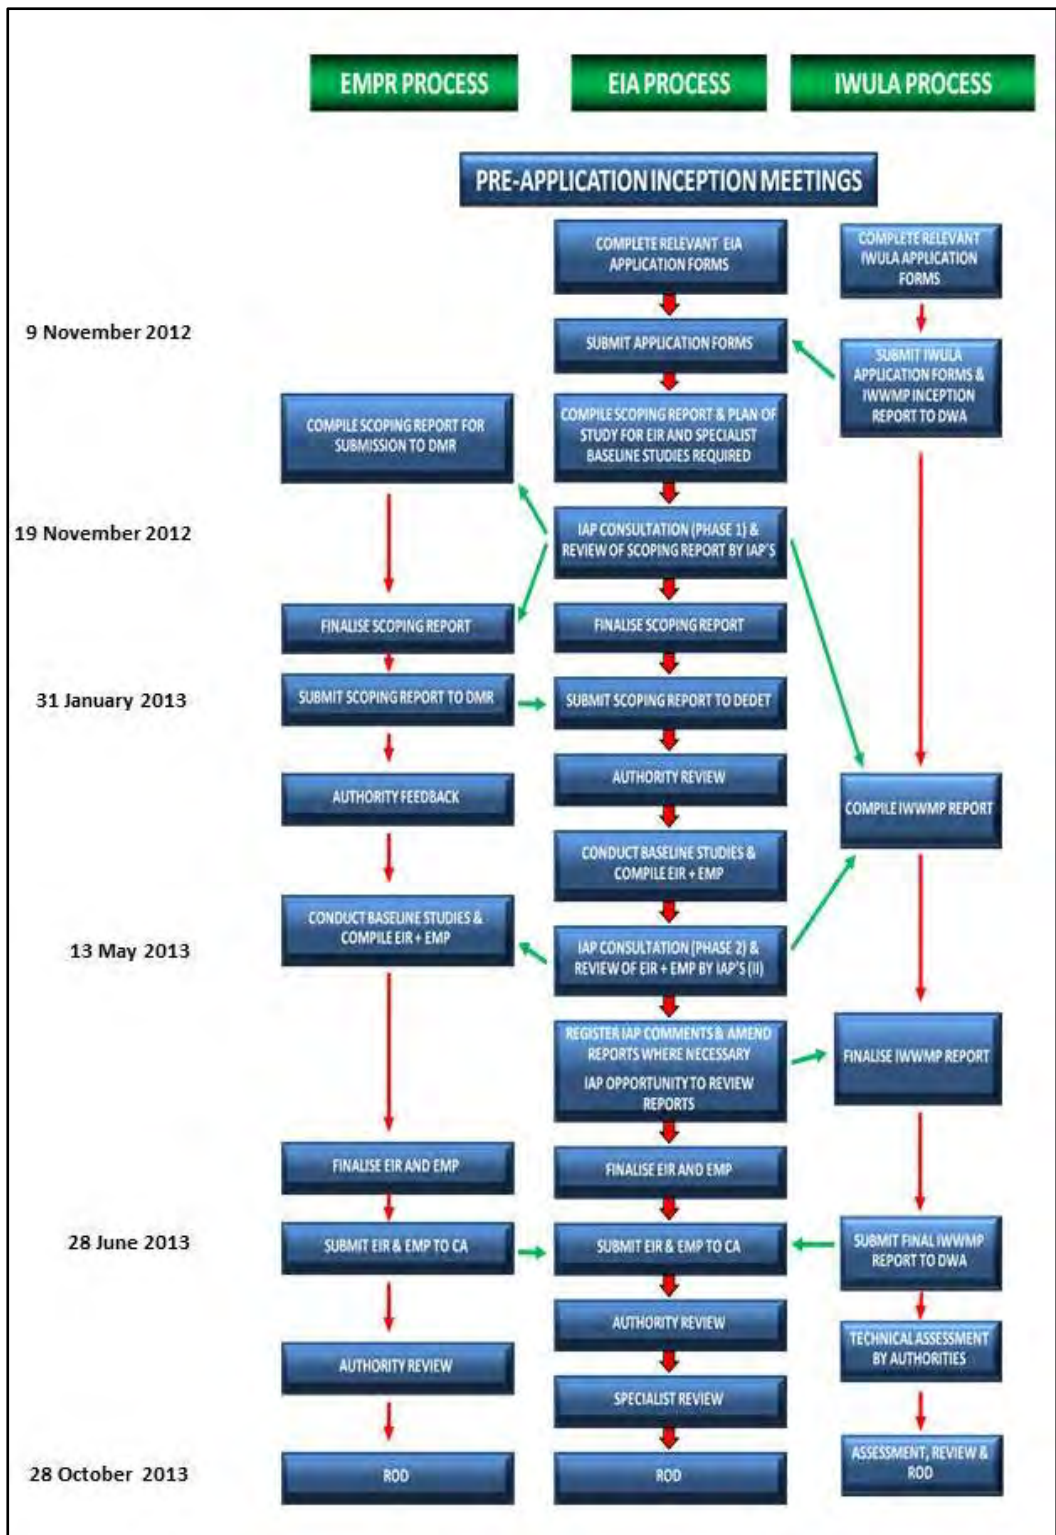 EMPR PROCESS
EIA PROCESS
IWULA PROCESS
PRE-APPLICATION INCEPTION MEETINGS
COMPLETE RELEVANT EIA
APPLICATION FORMS
COMPLETE RELEVANT
IWULA APPLICATION
FORMS
9 November 2012
SUBMIT APPLICATION FORMS
SUBMIT IWULA
APPLICATION FORMS &
IWWMP INCEPTION
REPORT TO DWA
COMPILE SCOPING REPORT FOR
SUBMISSION TO DMR
COMPILE SCOPING REPORT & PLAN OF
STUDY FOR EIR AND SPECIALIST
BASELINE STUDIES REQUIRED
19 November 2012
IAP CONSULTATION (PHASE 1) &
REVIEW OF SCOPING REPORT BY IAP'S
FINALISE SCOPING REPORT
FINALISE SCOPING REPORT
31 January 2013
SUBMIT SCOPING REPORT TO DMR
SUBMIT SCOPING REPORT TO DEDET
AUTHORITY FEEDBACK
AUTHORITY REVIEW
COMPILE IWWMP REPORT
CONDUCT BASELINE STUDIES &
COMPILE EIR + EMP
CONDUCT BASELINE STUDIES &
COMPILE EIR + EMP
13 May 2013
IAP CONSULTATION (PHASE 2) &
REVIEW OF EIR + EMP BY IAP'S (II)
REGISTER IAP COMMENTS & AMEND
REPORTS WHERE NECESSARY
IAP OPPORTUNITY TO REVIEW
REPORTS
FINALISE IWWMP REPORT
FINALISE EIR AND EMP
FINALISE EIR AND EMP
28 June 2013
SUBMIT EIR & EMP TO CA
SUBMIT EIR & EMP TO CA
SUBMIT FINAL IWWMP
REPORT TO DWA
AUTHORITY REVIEW
AUTHORITY REVIEW
TECHNICAL ASSESSMENT
BY AUTHORITIES
SPECIALIST REVIEW
28 October 2013
ROD
ROD
ASSESSMENT, REVIEW &
ROD